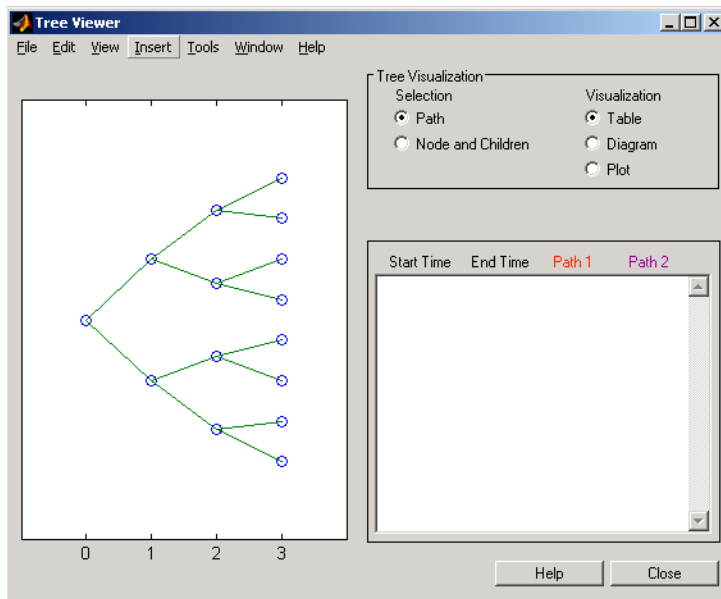 Tree Viewer
File Edit View Insert Tools Window Help
Tree Visualization
Selection Visualization
Path Table
Node and Children Diagram
Plot
Start Time End Time Path 1 Path 2
0 1 2 3
Help Close